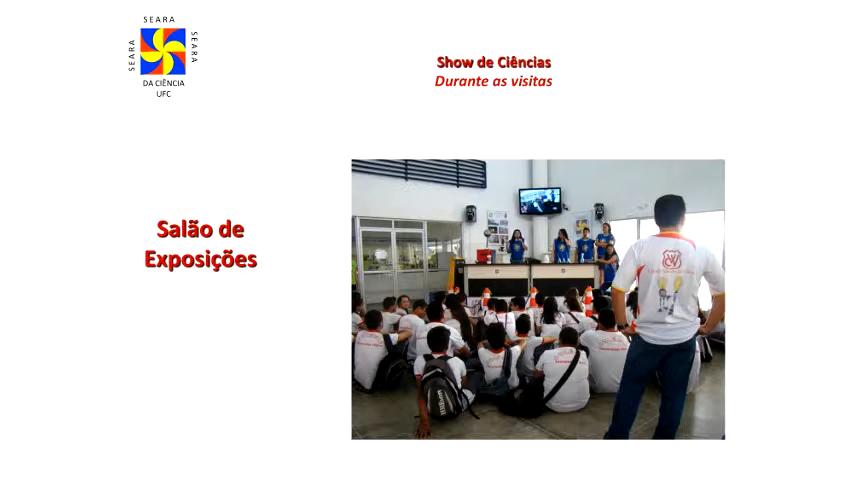 SEARA
SEARA
SEARA
DA CIÊNCIA
UFC
Show de Ciências
Durante as visitas
Salão de
Exposições